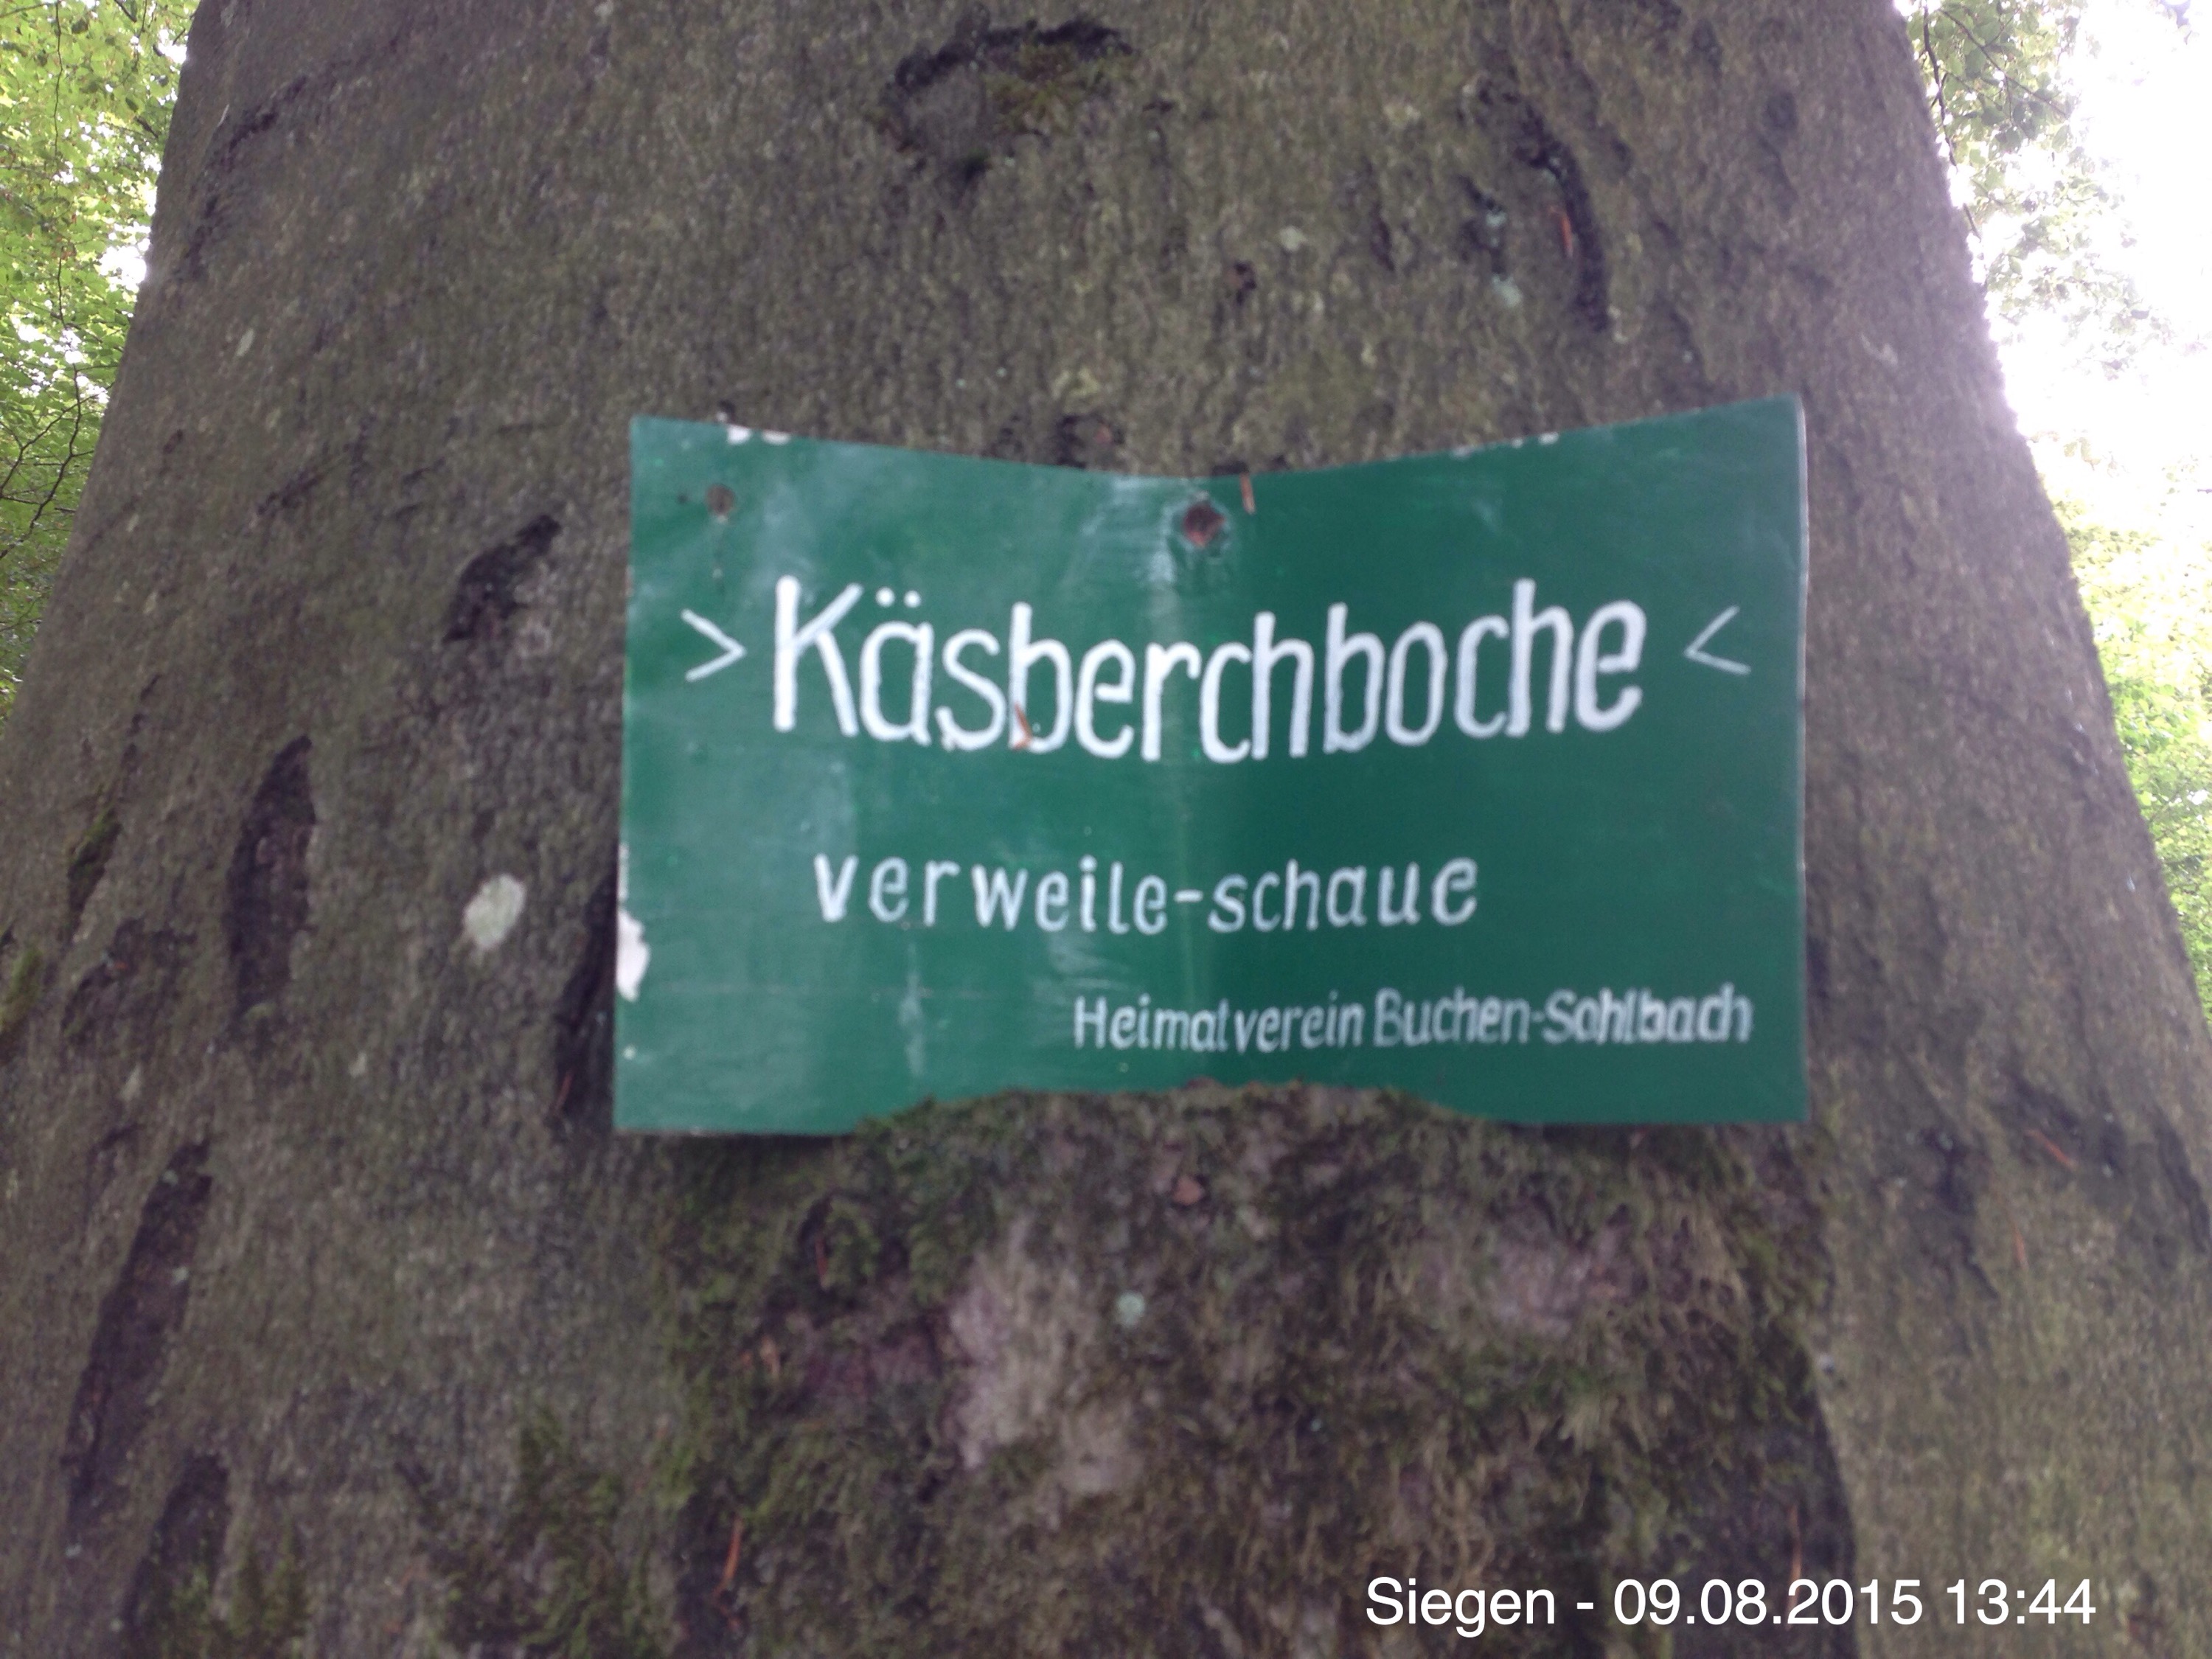 >Käsberchboche<
verweile-schaue
Heimatverein Buchen-Sohlbach
Siegen - 09.08.2015 13:44